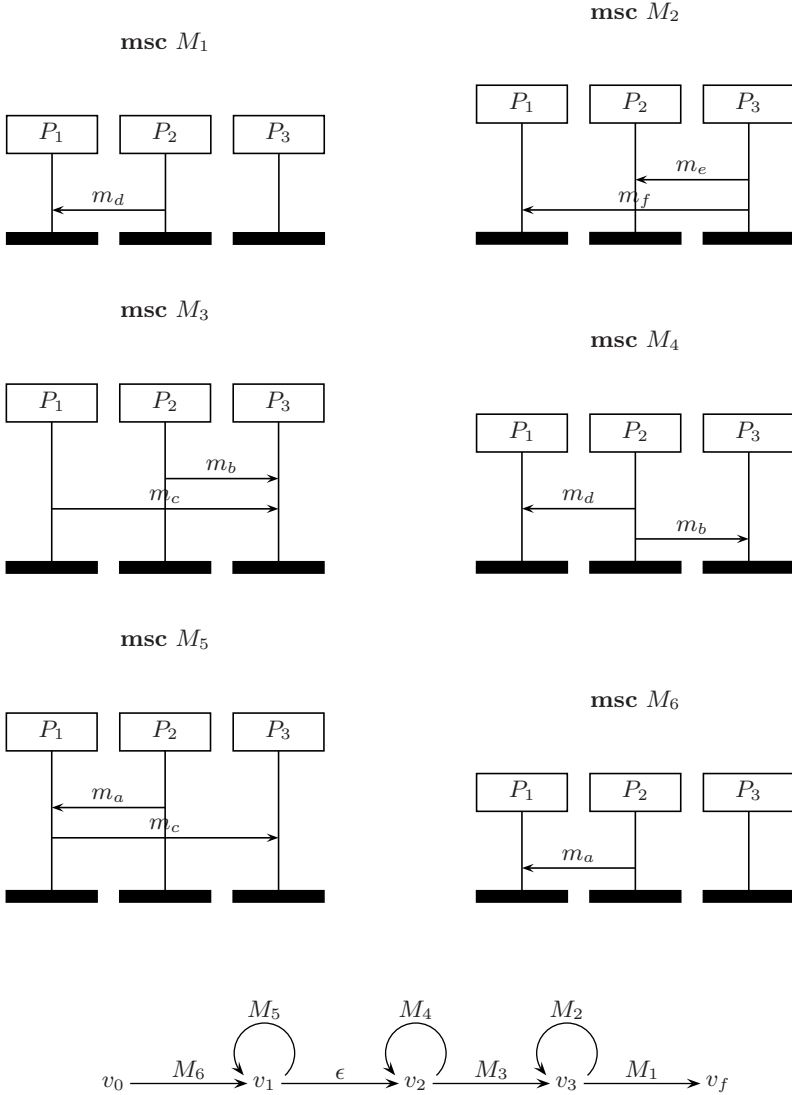 msc M₁
msc M₂
P₁ P₂ P₃
P₁ P₂ P₃
m_d
m_e
m_f
msc M₃
msc M₄
P₁ P₂ P₃
P₁ P₂ P₃
m_b
m_c
m_d
m_b
msc M₅
msc M₆
P₁ P₂ P₃
P₁ P₂ P₃
m_a
m_c
m_a
M₅ M₄ M₂
v₀ M₆ v₁ ϵ v₂ M₃ v₃ M₁ v_f